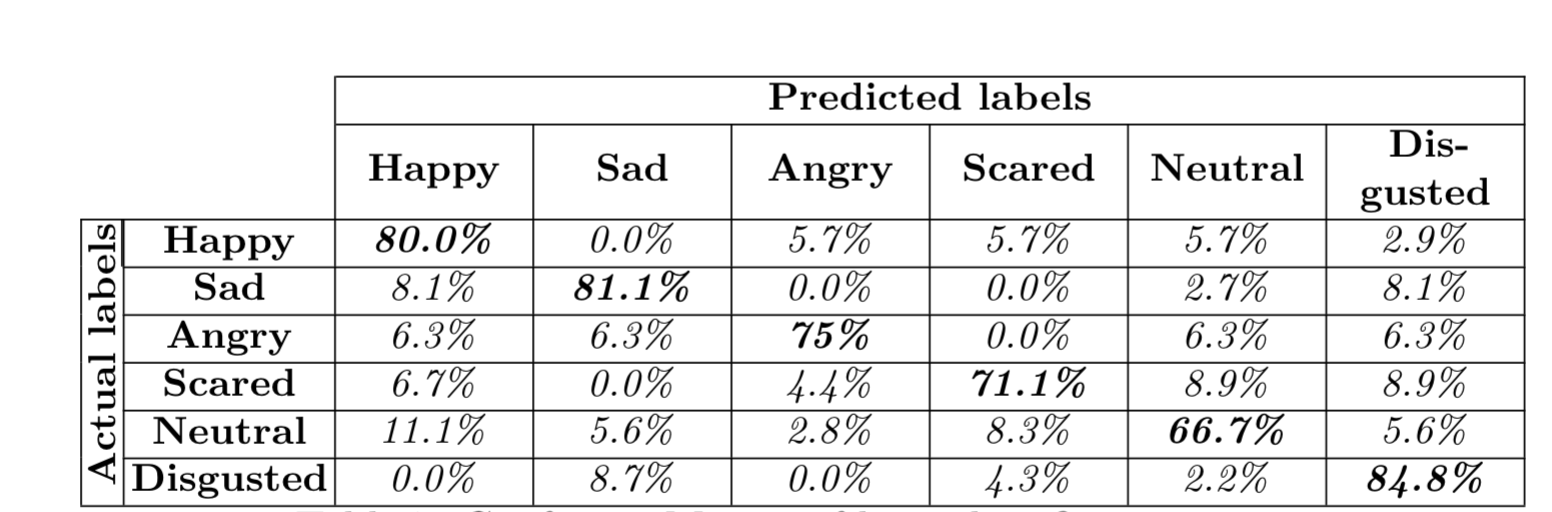 Predicted labels
Happy Sad Angry Scared Neutral Dis-
gusted
Actual labels
Happy 80.0% 0.0% 5.7% 5.7% 5.7% 2.9%
Sad 8.1% 81.1% 0.0% 0.0% 2.7% 8.1%
Angry 6.3% 6.3% 75% 0.0% 6.3% 6.3%
Scared 6.7% 0.0% 4.4% 71.1% 8.9% 8.9%
Neutral 11.1% 5.6% 2.8% 8.3% 66.7% 5.6%
Disgusted 0.0% 8.7% 0.0% 4.3% 2.2% 84.8%